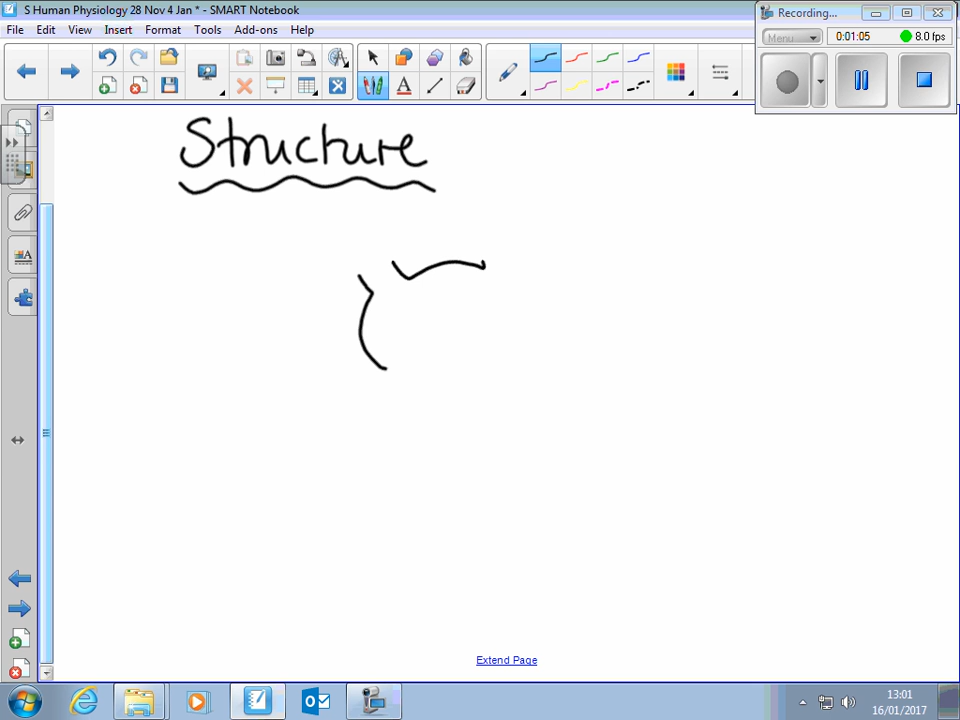 S Human Physiology 28 Nov 4 Jan * - SMART Notebook
Recording...
File Edit View Insert Format Tools Add-ons Help
Menu 0:01:05 8.0 fps
Structure
Extend Page
13:01
16/01/2017